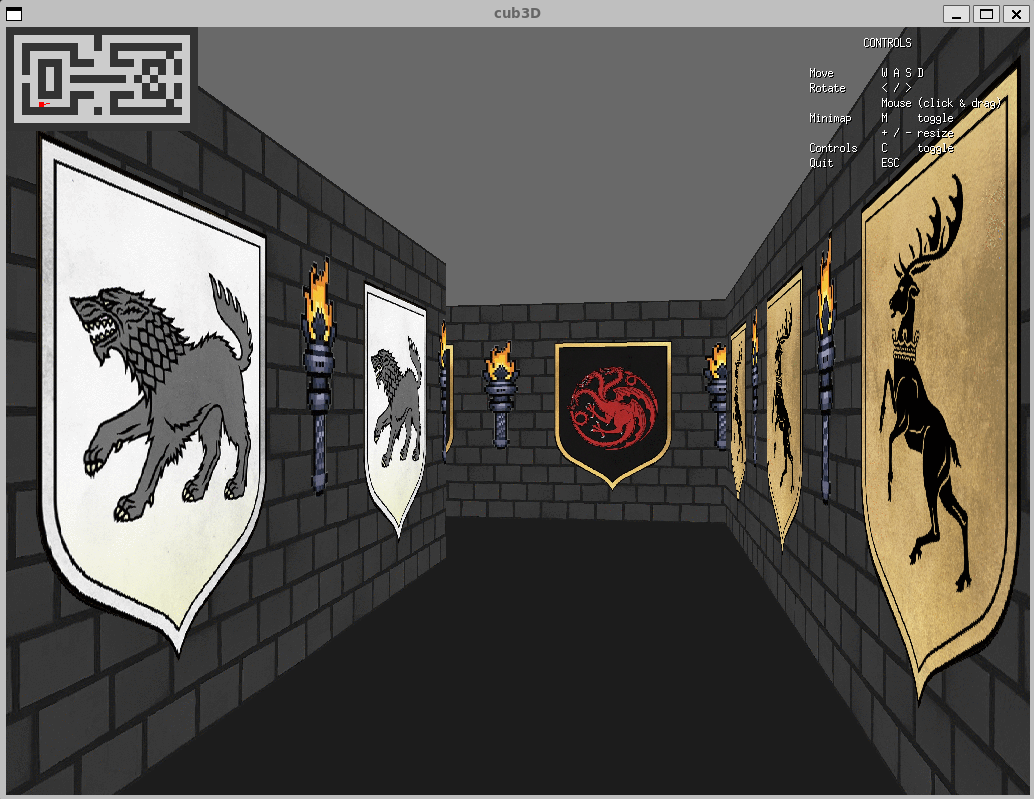 cub3D
CONTROLS
Move W A S D
Rotate < / >
Mouse (click & drag)
Minimap M toggle
+ / - resize
Controls C toggle
Quit ESC